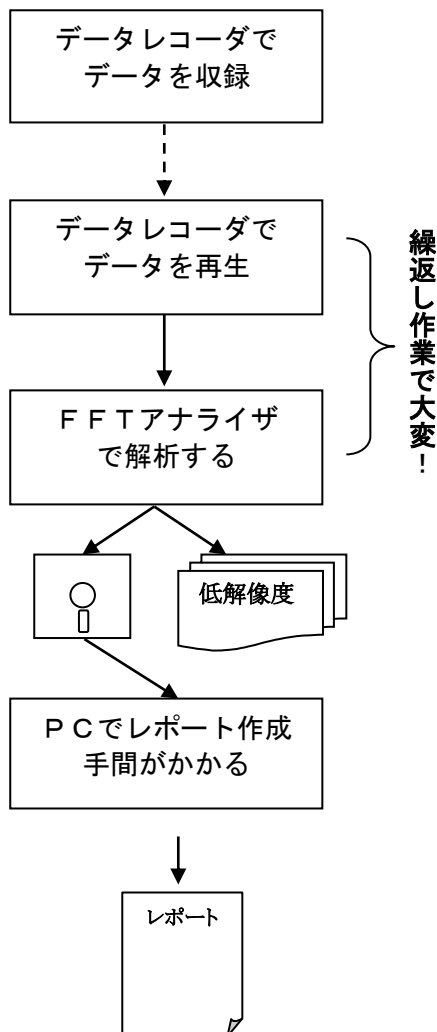 データレコーダで
データを収録
データレコーダで
データを再生
繰返し作業で大変！
ＦＦＴアナライザ
で解析する
低解像度
ＰＣでレポート作成
手間がかかる
レポート